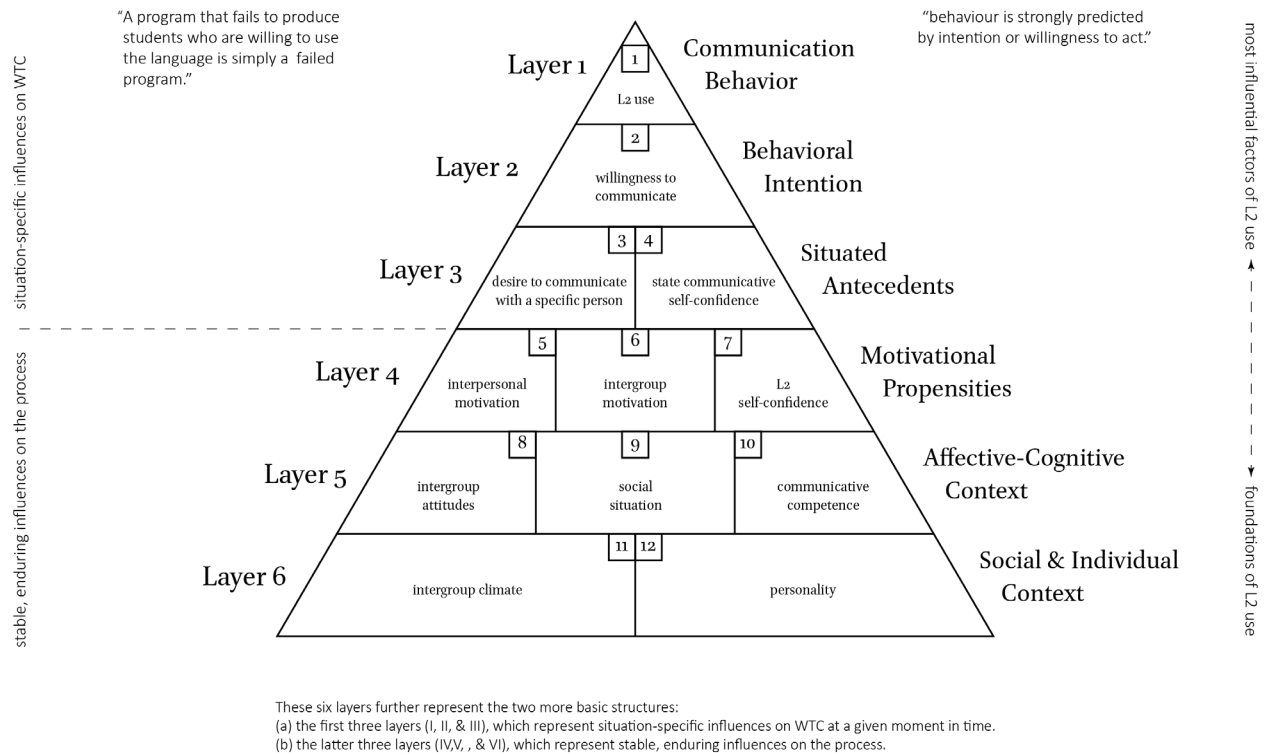 “A program that fails to produce
students who are willing to use
the language is simply a failed
program.”
“behaviour is strongly predicted
by intention or willingness to act.”
situation-specific influences on WTC
stable, enduring influences on the process
most influential factors of L2 use
foundations of L2 use
Layer 1
1
L2 use
Communication
Behavior
Layer 2
2
willingness to
communicate
Behavioral
Intention
Layer 3
3
desire to communicate
with a specific person
4
state communicative
self-confidence
Situated
Antecedents
Layer 4
5
interpersonal
motivation
6
intergroup
motivation
7
L2
self-confidence
Motivational
Propensities
Layer 5
8
intergroup
attitudes
9
social
situation
10
communicative
competence
Affective-Cognitive
Context
Layer 6
11
intergroup climate
12
personality
Social & Individual
Context
These six layers further represent the two more basic structures:
(a) the first three layers (I, II, & III), which represent situation-specific influences on WTC at a given moment in time.
(b) the latter three layers (IV,V, , & VI), which represent stable, enduring influences on the process.